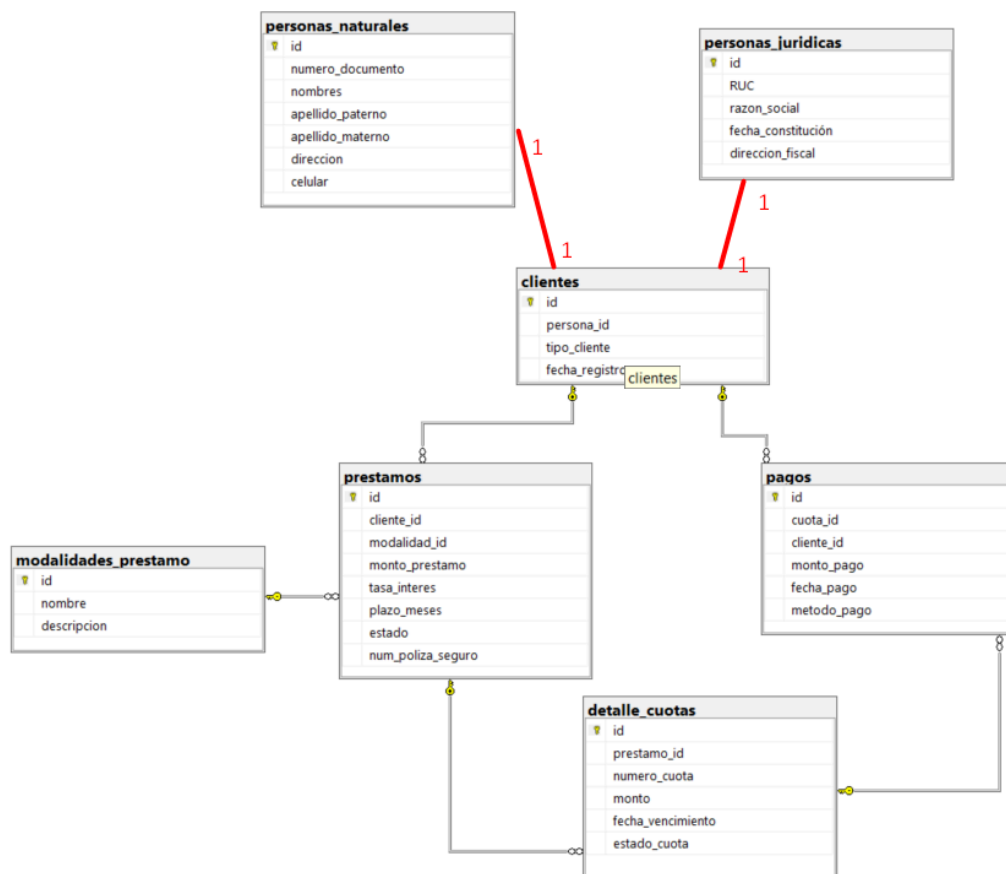 personas_naturales
id
numero_documento
nombres
apellido_paterno
apellido_materno
direccion
celular
personas_juridicas
id
RUC
razon_social
fecha_constitución
direccion_fiscal
1
1
1
1
clientes
id
persona_id
tipo_cliente
fecha_registro
clientes
prestamos
id
cliente_id
modalidad_id
monto_prestamo
tasa_interes
plazo_meses
estado
num_poliza_seguro
pagos
id
cuota_id
cliente_id
monto_pago
fecha_pago
metodo_pago
modalidades_prestamo
id
nombre
descripcion
detalle_cuotas
id
prestamo_id
numero_cuota
monto
fecha_vencimiento
estado_cuota